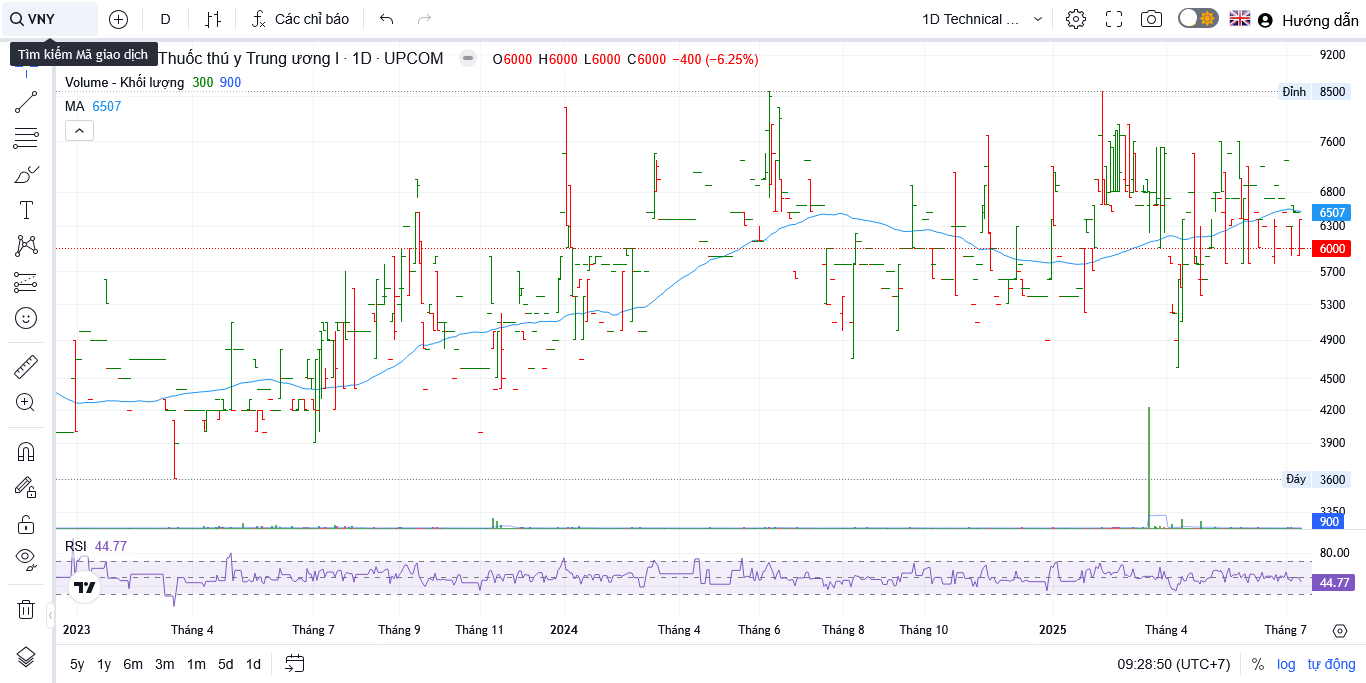 VNY
D
Các chỉ báo
1D Technical ...
Hướng dẫn
Tìm kiếm Mã giao dịch
Thuốc thú y Trung ương I · 1D · UPCOM
O6000 H6000 L6000 C6000 −400 (−6.25%)
Volume - Khối lượng 300 900
MA 6507
9200
Đỉnh 8500
7600
6800
6507
6300
6000
5700
5300
4900
4500
4200
3900
Đáy 3600
3250
900
RSI 44.77
80.00
44.77
2023 Tháng 4 Tháng 7 Tháng 9 Tháng 11 2024 Tháng 4 Tháng 6 Tháng 8 Tháng 10 2025 Tháng 4 Tháng 7
5y 1y 6m 3m 1m 5d 1d
09:28:50 (UTC+7) % log tự động